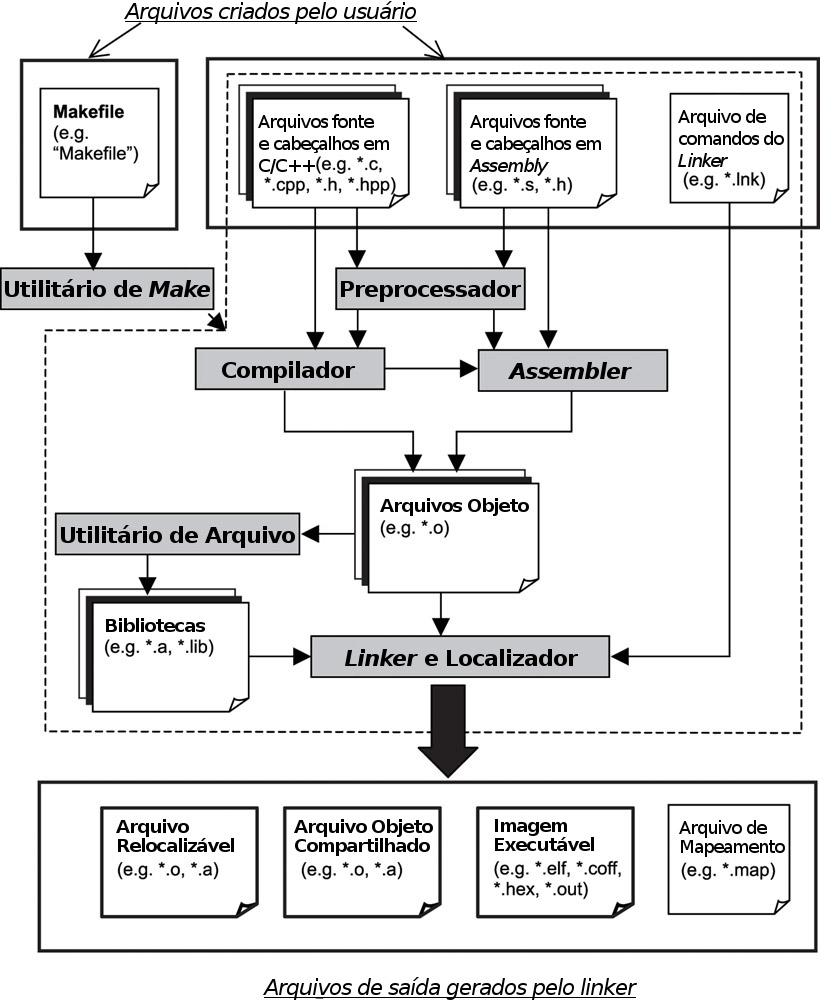 Arquivos criados pelo usuário
Makefile
(e.g.
“Makefile”)
Arquivos fonte
e cabeçalhos em
C/C++(e.g. *.c,
*.cpp, *.h, *.hpp)
Arquivos fonte
e cabeçalhos em
Assembly
(e.g. *.s, *.h)
Arquivo de
comandos do
Linker
(e.g. *.lnk)
Utilitário de Make
Preprocessador
Compilador
Assembler
Arquivos Objeto
(e.g. *.o)
Utilitário de Arquivo
Bibliotecas
(e.g. *.a, *.lib)
Linker e Localizador
Arquivo
Relocalizável
(e.g. *.o, *.a)
Arquivo Objeto
Compartilhado
(e.g. *.o, *.a)
Imagem
Executável
(e.g. *.elf, *.coff,
*.hex, *.out)
Arquivo de
Mapeamento
(e.g. *.map)
Arquivos de saída gerados pelo linker